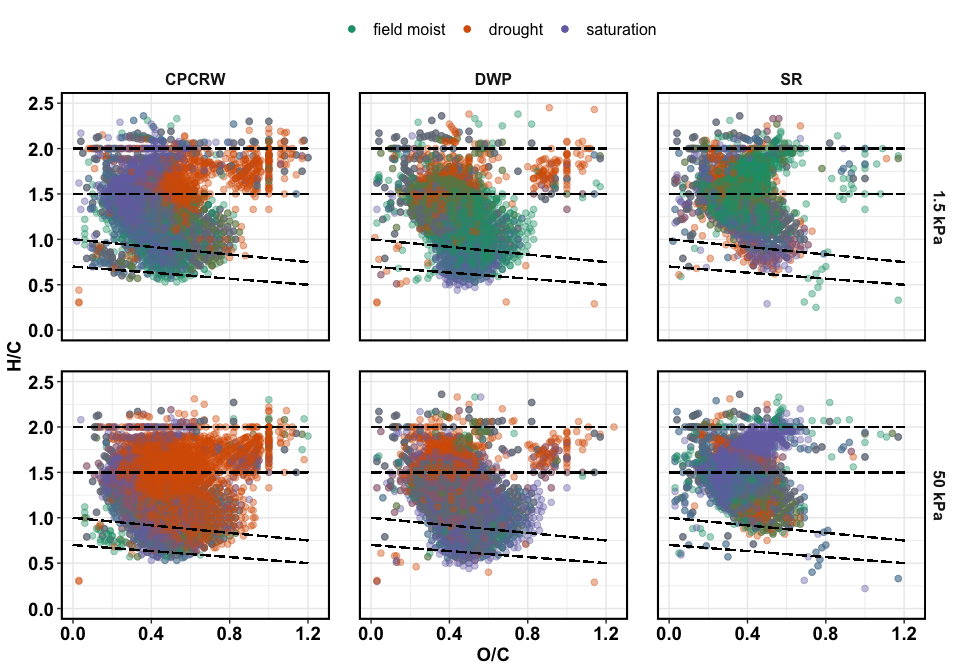 field moist drought saturation
CPCRW DWP SR
2.5
2.0
1.5
1.0
0.5
0.0
1.5 kPa
H/C
2.5
2.0
1.5
1.0
0.5
0.0
50 kPa
0.0 0.4 0.8 1.2 0.0 0.4 0.8 1.2 0.0 0.4 0.8 1.2
O/C